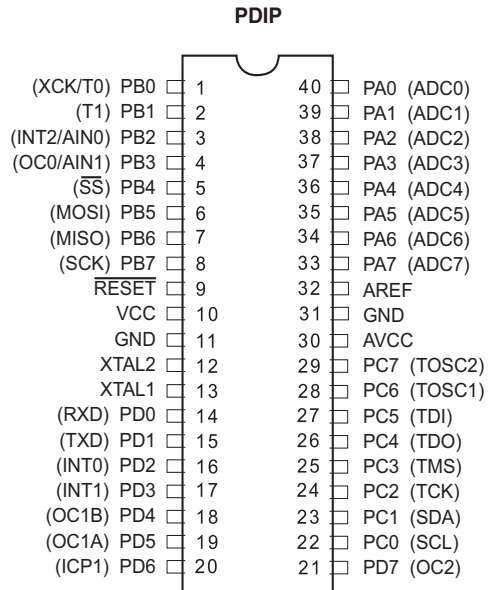 PDIP
(XCK/T0) PB0 1 40 PA0 (ADC0)
(T1) PB1 2 39 PA1 (ADC1)
(INT2/AIN0) PB2 3 38 PA2 (ADC2)
(OC0/AIN1) PB3 4 37 PA3 (ADC3)
(S̅S̅) PB4 5 36 PA4 (ADC4)
(MOSI) PB5 6 35 PA5 (ADC5)
(MISO) PB6 7 34 PA6 (ADC6)
(SCK) PB7 8 33 PA7 (ADC7)
R̅E̅S̅E̅T̅ 9 32 AREF
VCC 10 31 GND
GND 11 30 AVCC
XTAL2 12 29 PC7 (TOSC2)
XTAL1 13 28 PC6 (TOSC1)
(RXD) PD0 14 27 PC5 (TDI)
(TXD) PD1 15 26 PC4 (TDO)
(INT0) PD2 16 25 PC3 (TMS)
(INT1) PD3 17 24 PC2 (TCK)
(OC1B) PD4 18 23 PC1 (SDA)
(OC1A) PD5 19 22 PC0 (SCL)
(ICP1) PD6 20 21 PD7 (OC2)